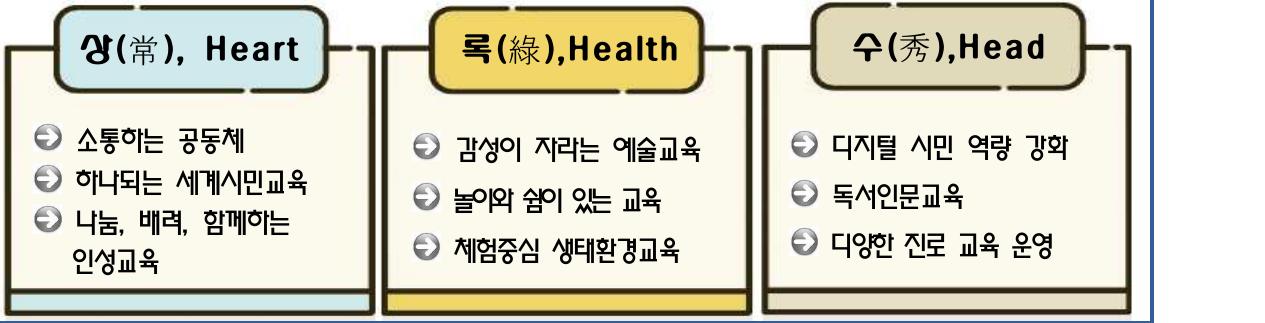 상(常), Heart
소통하는 공동체
하나되는 세계시민교육
나눔, 배려, 함께하는
인성교육
록(綠),Health
감성이 자라는 예술교육
놀이와 쉼이 있는 교육
체험중심 생태환경교육
수(秀),Head
디지털 시민 역량 강화
독서인문교육
다양한 진로 교육 운영